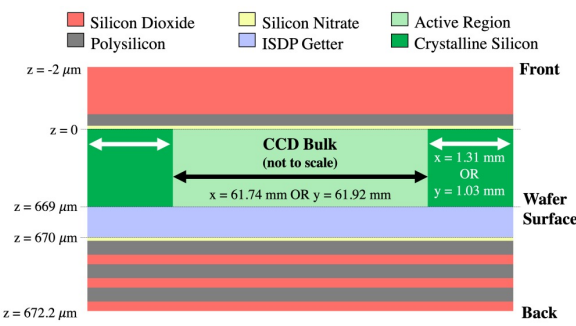 Silicon Dioxide Silicon Nitrate Active Region
Polysilicon ISDP Getter Crystalline Silicon
z = -2 μm Front
z = 0
CCD Bulk
(not to scale)
x = 1.31 mm
OR
y = 1.03 mm
x = 61.74 mm OR y = 61.92 mm
z = 669 μm Wafer
Surface
z = 670 μm
z = 672.2 μm Back